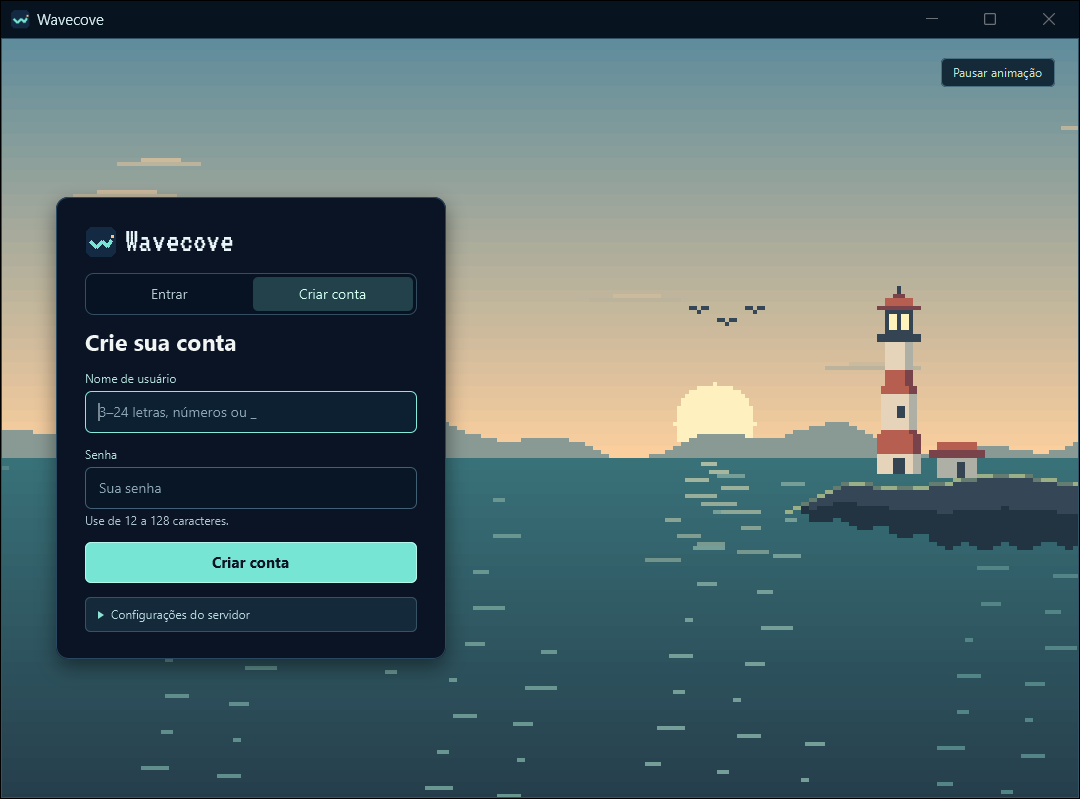 Wavecove
Pausar animação
Wavecove
Entrar
Criar conta
Crie sua conta
Nome de usuário
3–24 letras, números ou _
Senha
Sua senha
Use de 12 a 128 caracteres.
Criar conta
Configurações do servidor